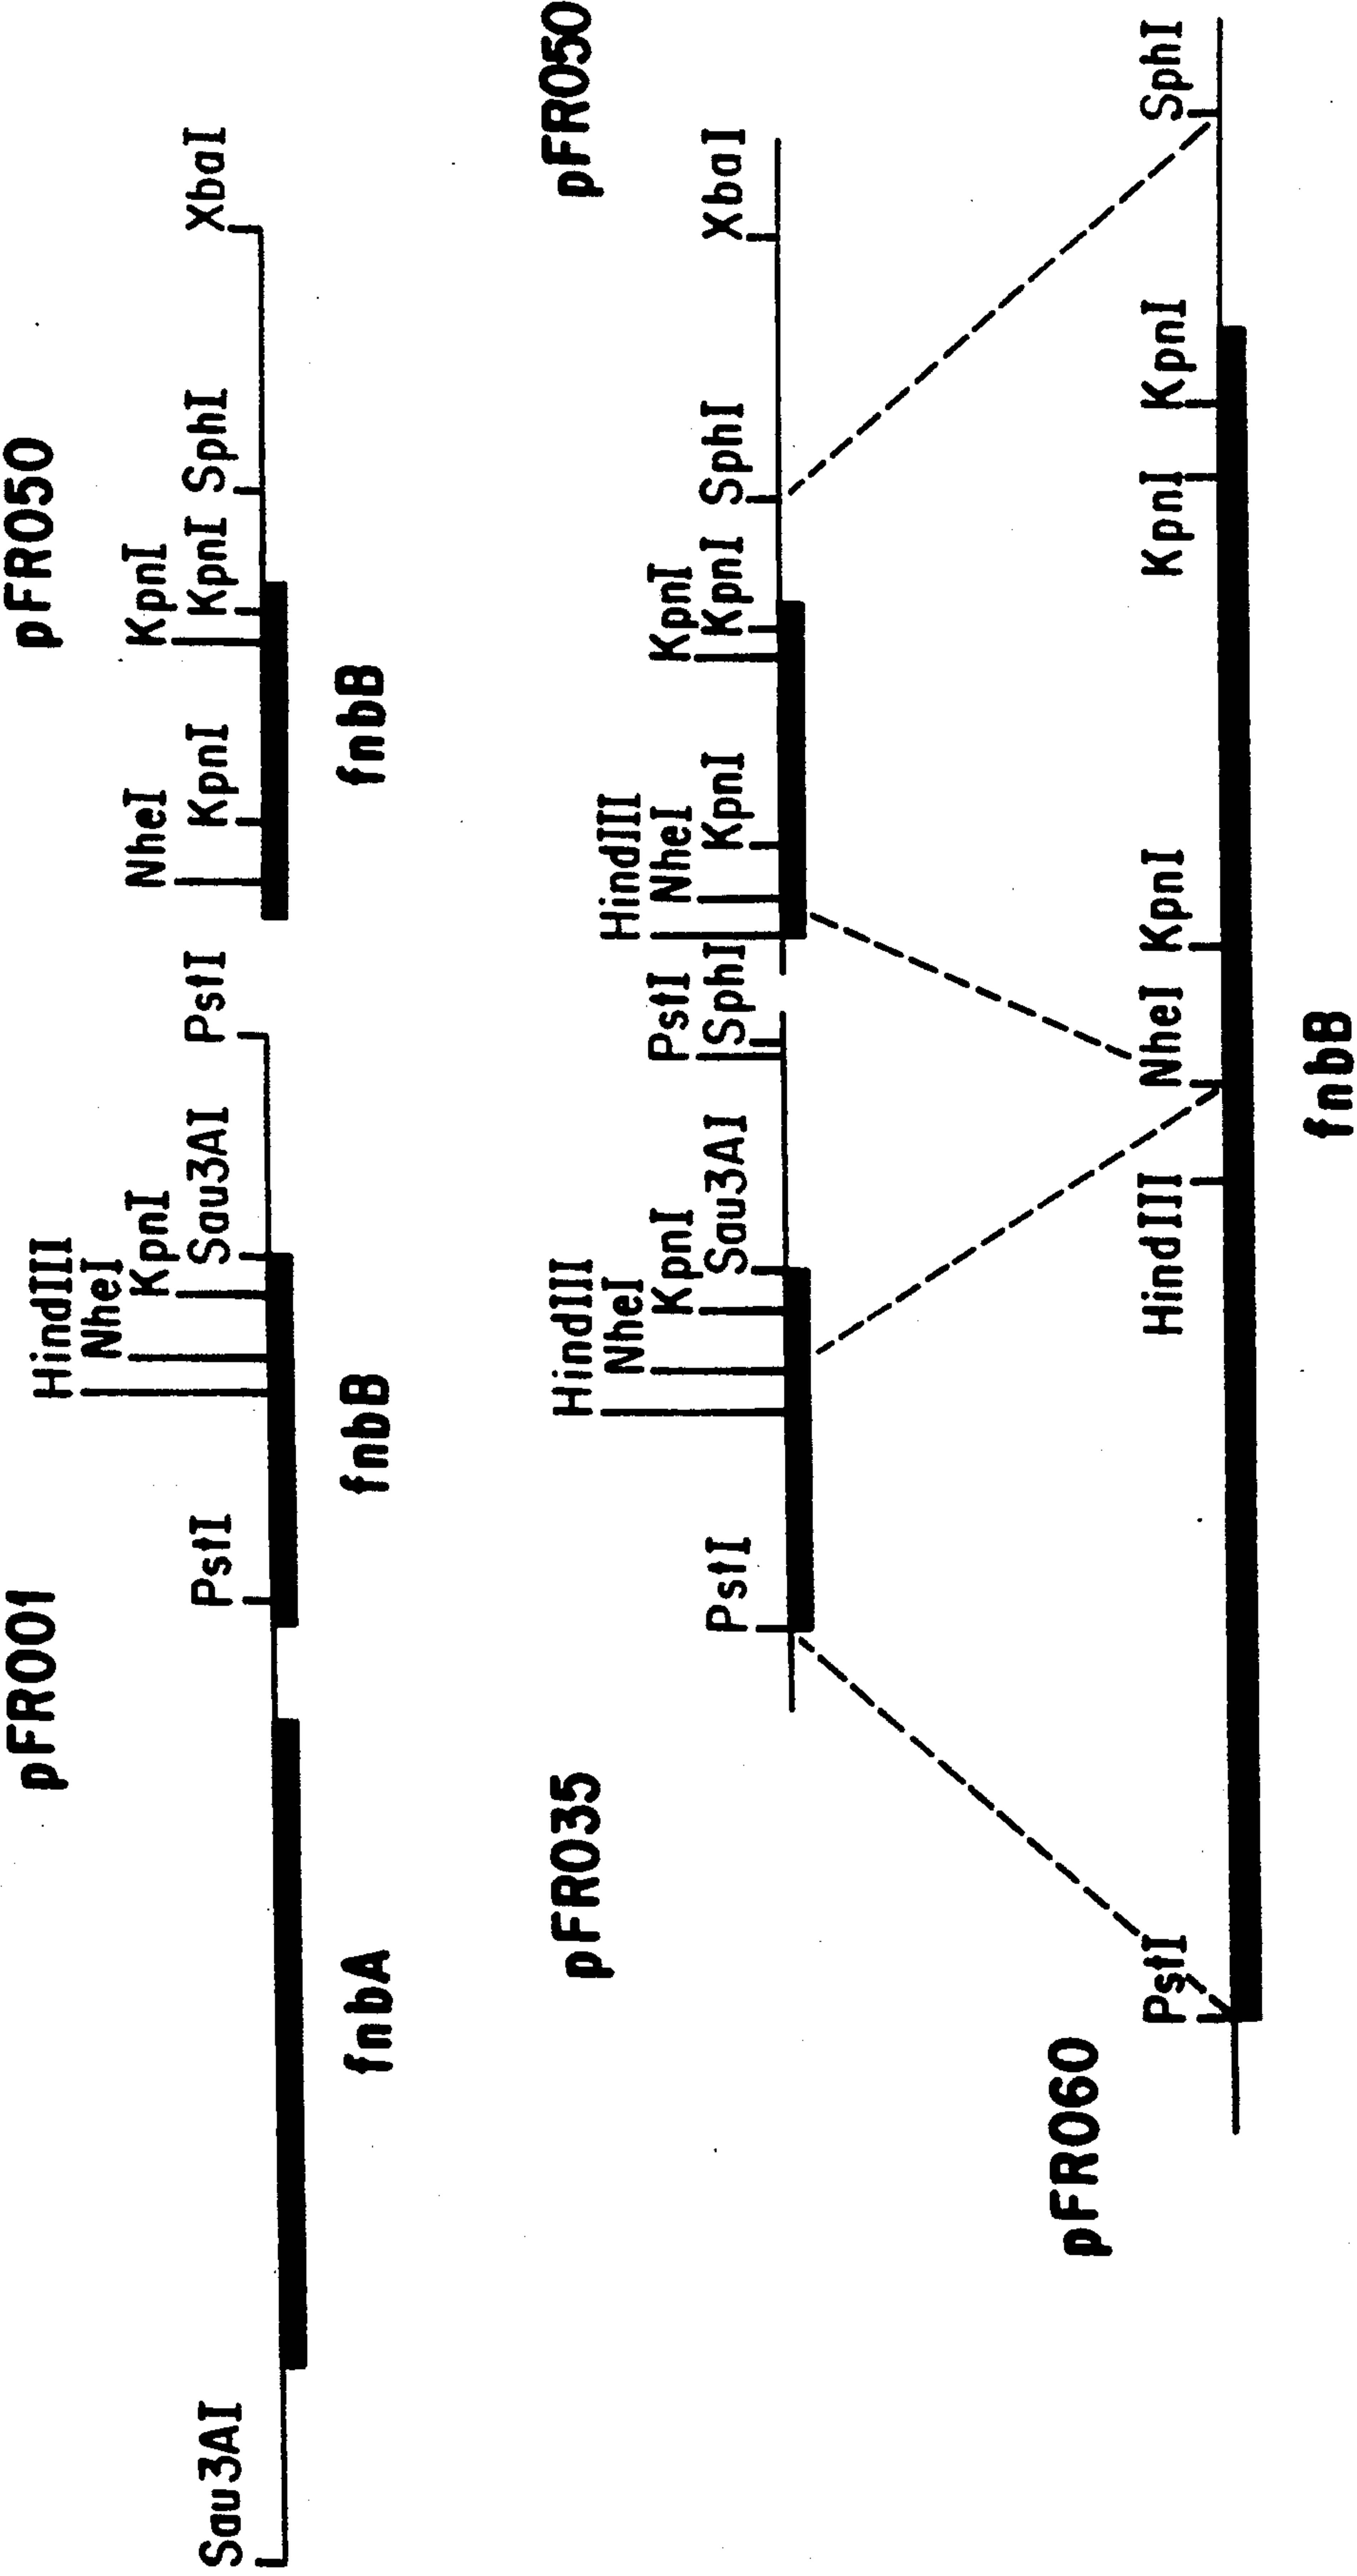 pFR001 pFR050
HindIII
NheI
KpnI NheI KpnI
Sau3AI PstI Sau3AI PstI KpnI KpnI SphI XbaI
fnbA fnbB fnbB
pFR035 pFR050
HindIII
NheI HindIII
KpnI PstI NheI KpnI
PstI Sau3AI SphI KpnI KpnI SphI XbaI
pFR060
PstI HindIII NheI KpnI KpnI KpnI SphI
fnbB